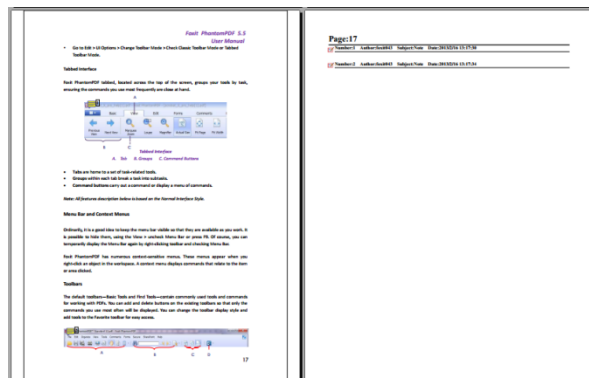 Foxit PhantomPDF 5.5
User Manual
• Go to Edit > UI Options > Change Toolbar Mode > Check Classic Toolbar Mode or Tabbed
Toolbar Mode.
Tabbed Interface
Foxit PhantomPDF tabbed, located across the top of the screen, groups your tools by task,
ensuring the commands you use most frequently are close at hand.
A
B
C
Tabbed Interface
A. Tab B. Groups C. Command Buttons
• Tabs are home to a set of task-related tools.
• Groups within each tab break a task into subtasks.
• Command buttons carry out a command or display a menu of commands.
Note: All features description below is based on the Normal Interface Style.
Menu Bar and Context Menus
Ordinarily, it is a good idea to keep the menu bar visible so that they are available as you work. It
is possible to hide them, using the View > uncheck Menu Bar or press F9. Of source, you can
temporarily display the Menu Bar again by right-clicking toolbar and checking Menu Bar.
Foxit PhantomPDF has numerous context-sensitive menus. These menus appear when you
right-click an object in the workspace. A context menu displays commands that relate to the item
or area clicked.
Toolbars
The default toolbars—Basic Tools and Find Tools—contain commonly used tools and commands
for working with PDFs. You can add and delete buttons on the existing toolbars so that only the
commands you use most often will be displayed. You can change the toolbar display style and
add tools to the Favorite toolbar for easy access.
A B C D
17
Page:17
Number:1 Author:foxit943 Subject:Note Date:2013/2/16 13:17:30
Number:2 Author:foxit943 Subject:Note Date:2013/2/16 13:17:34